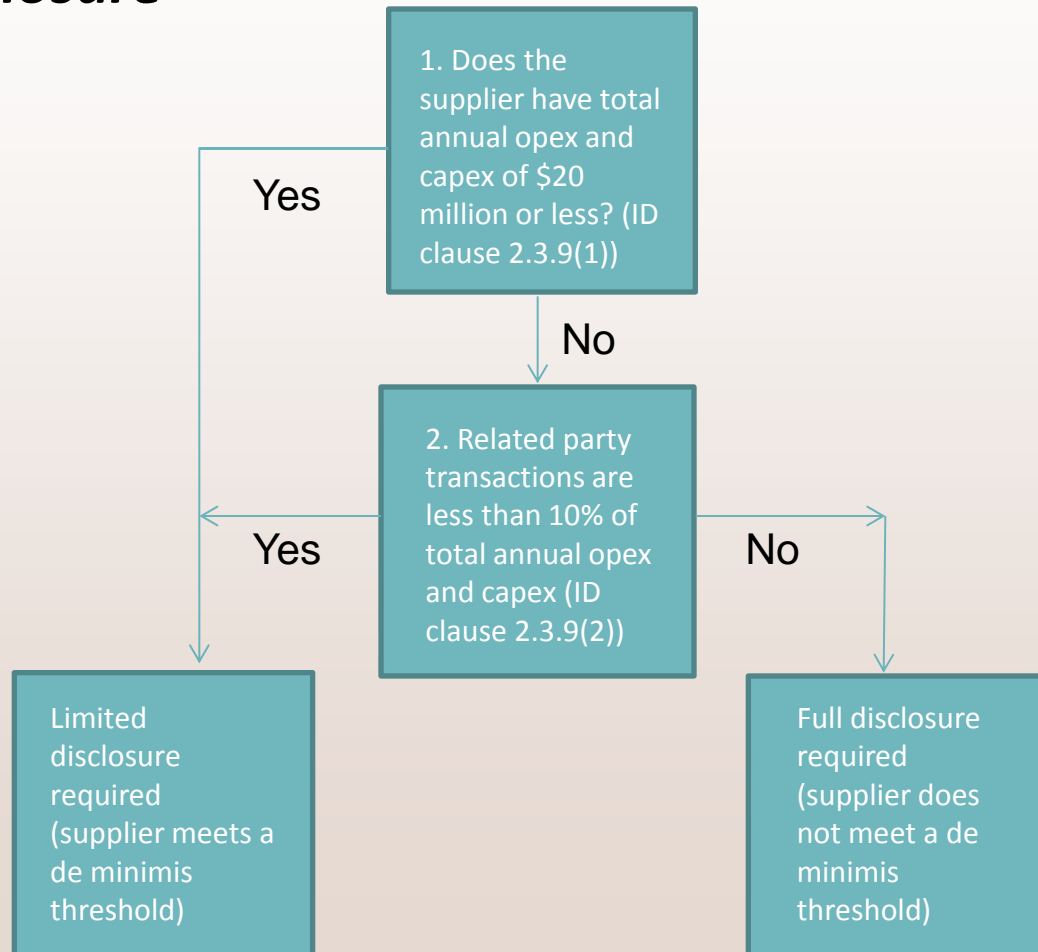 1. Does the
supplier have total
annual opex and
capex of $20
million or less? (ID
clause 2.3.9(1))
Yes
No
2. Related party
transactions are
less than 10% of
total annual opex
and capex (ID
clause 2.3.9(2))
Yes
No
Limited
disclosure
required
(supplier meets a
de minimis
threshold)
Full disclosure
required
(supplier does
not meet a de
minimis
threshold)